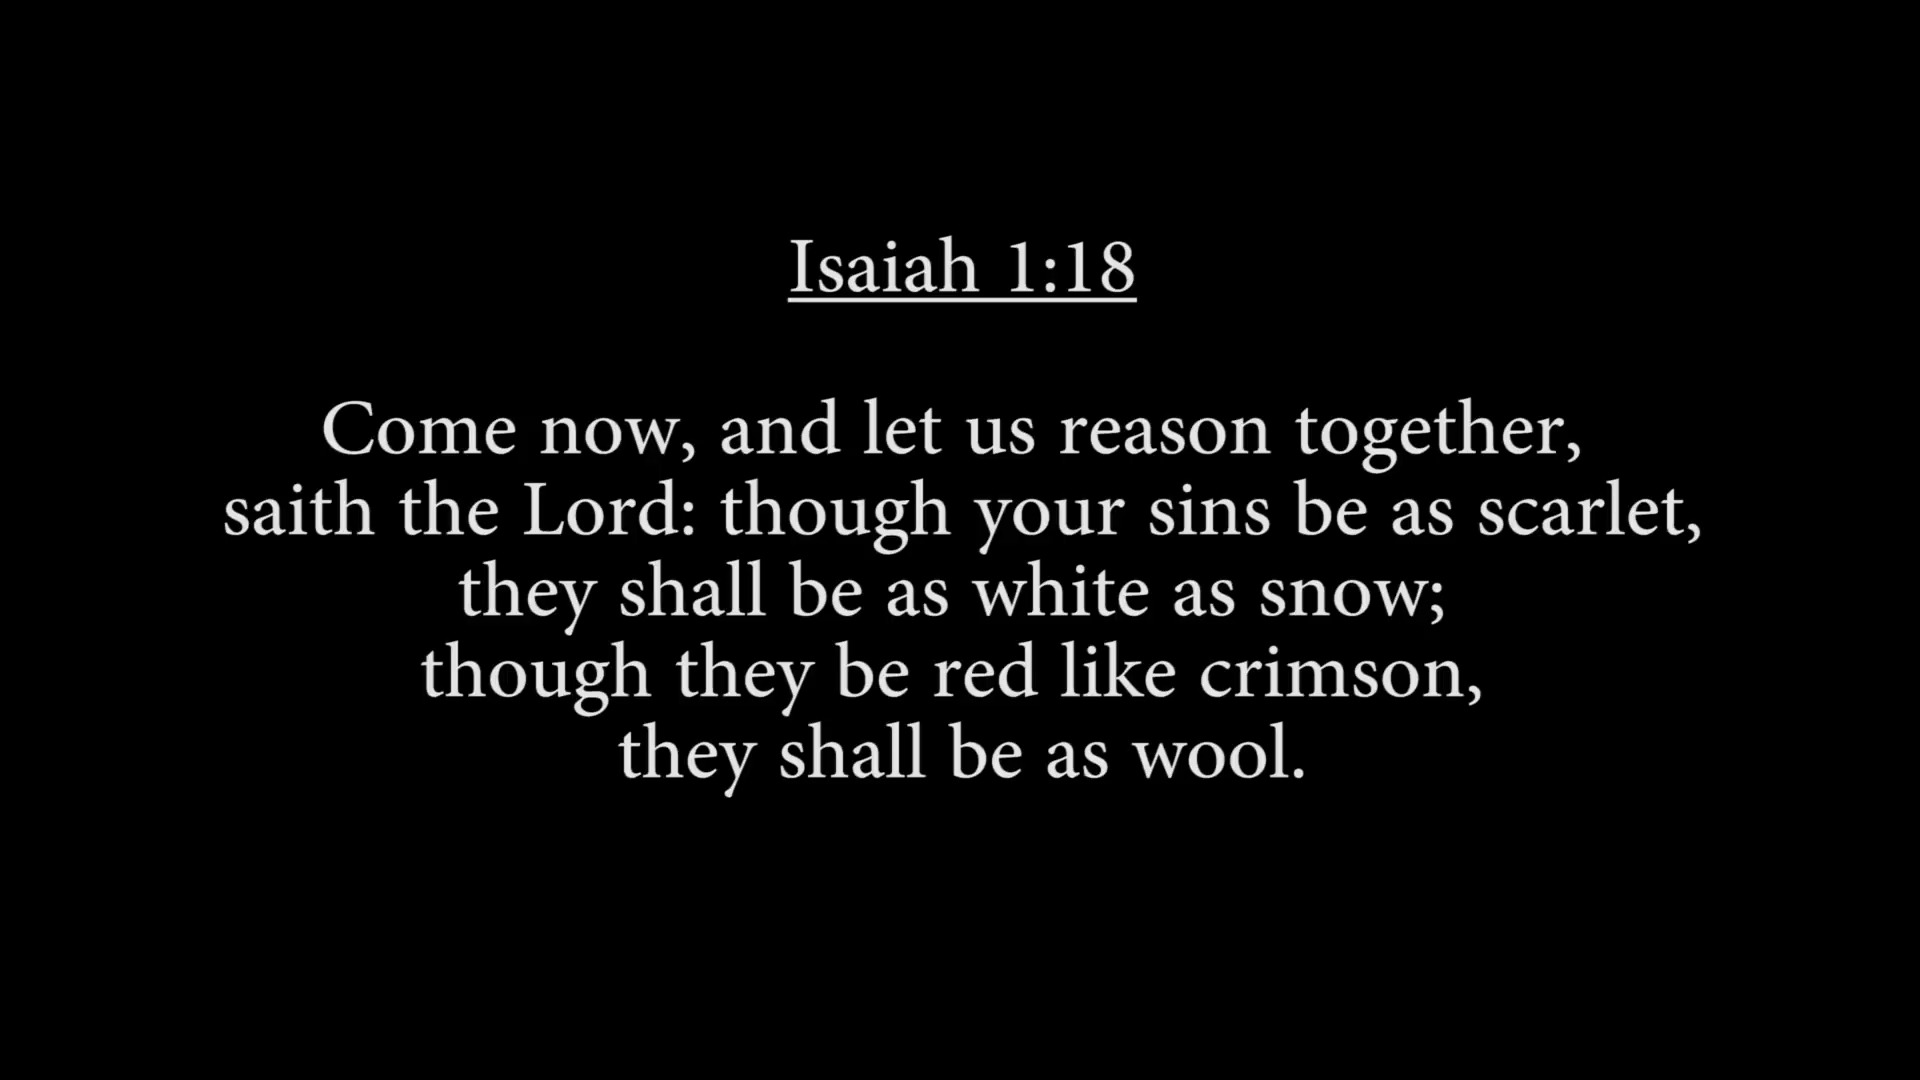 Isaiah 1:18
Come now, and let us reason together,
saith the Lord: though your sins be as scarlet,
they shall be as white as snow;
though they be red like crimson,
they shall be as wool.